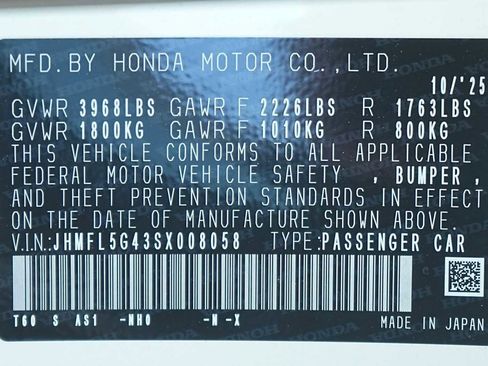 MFD. BY HONDA MOTOR CO., LTD.
10/'25
GVWR 3968LBS GAWR F 2226LBS R 1763LBS
GVWR 1800KG GAWR F 1010KG R 800KG
THIS VEHICLE CONFORMS TO ALL APPLICABLE
FEDERAL MOTOR VEHICLE SAFETY , BUMPER ,
AND THEFT PREVENTION STANDARDS IN EFFECT
ON THE DATE OF MANUFACTURE SHOWN ABOVE.
V.I.N.: JHMFL5G43SX008058 TYPE: PASSENGER CAR
T60 S AS1 -NH0 -N -X
MADE IN JAPAN